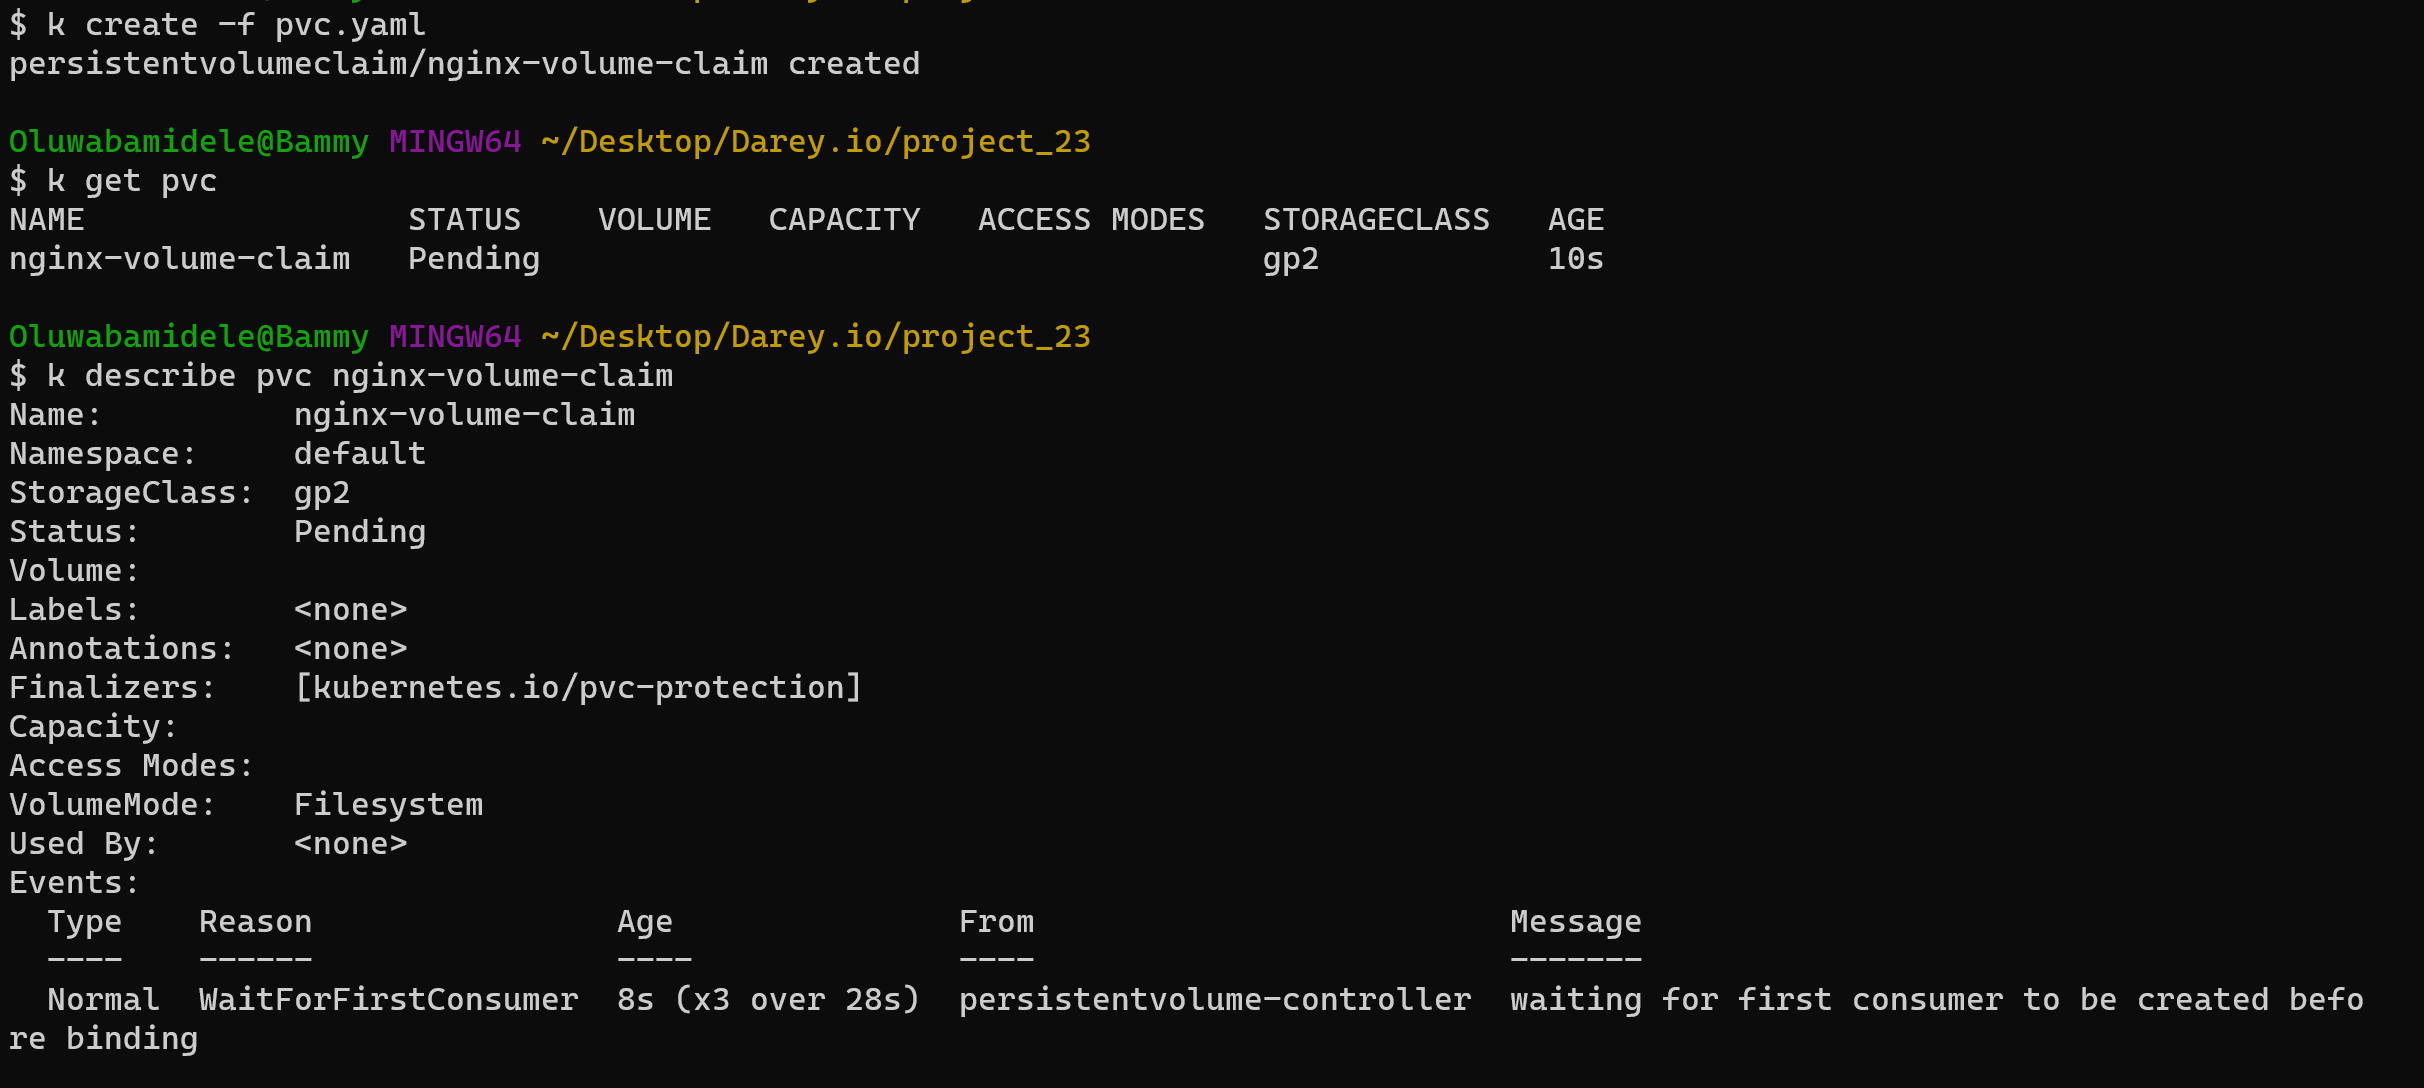 $ k create -f pvc.yaml
persistentvolumeclaim/nginx-volume-claim created
Oluwabamidele@Bammy MINGW64 ~/Desktop/Darey.io/project_23
$ k get pvc
NAME                 STATUS    VOLUME   CAPACITY   ACCESS MODES   STORAGECLASS   AGE
nginx-volume-claim   Pending                                      gp2            10s
Oluwabamidele@Bammy MINGW64 ~/Desktop/Darey.io/project_23
$ k describe pvc nginx-volume-claim
Name:          nginx-volume-claim
Namespace:     default
StorageClass:  gp2
Status:        Pending
Volume:
Labels:        <none>
Annotations:   <none>
Finalizers:    [kubernetes.io/pvc-protection]
Capacity:
Access Modes:
VolumeMode:    Filesystem
Used By:       <none>
Events:
  Type    Reason                Age               From                         Message
  ----    ------                ----              ----                         -------
  Normal  WaitForFirstConsumer  8s (x3 over 28s)  persistentvolume-controller  waiting for first consumer to be created befo
re binding